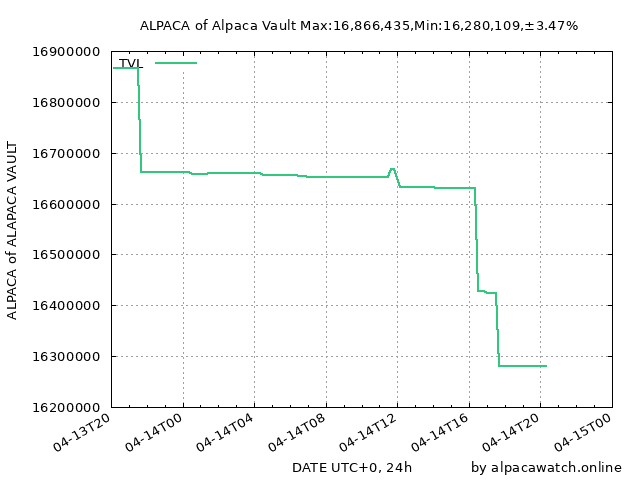 ALPACA of Alpaca Vault Max:16,866,435,Min:16,280,109,±3.47%
16900000
TVL
16800000
16700000
16600000
16500000
16400000
16300000
16200000
ALPACA of ALAPACA VAULT
04-13T20
04-14T00
04-14T04
04-14T08
04-14T12
04-14T16
04-14T20
04-15T00
DATE UTC+0, 24h
by alpacawatch.online